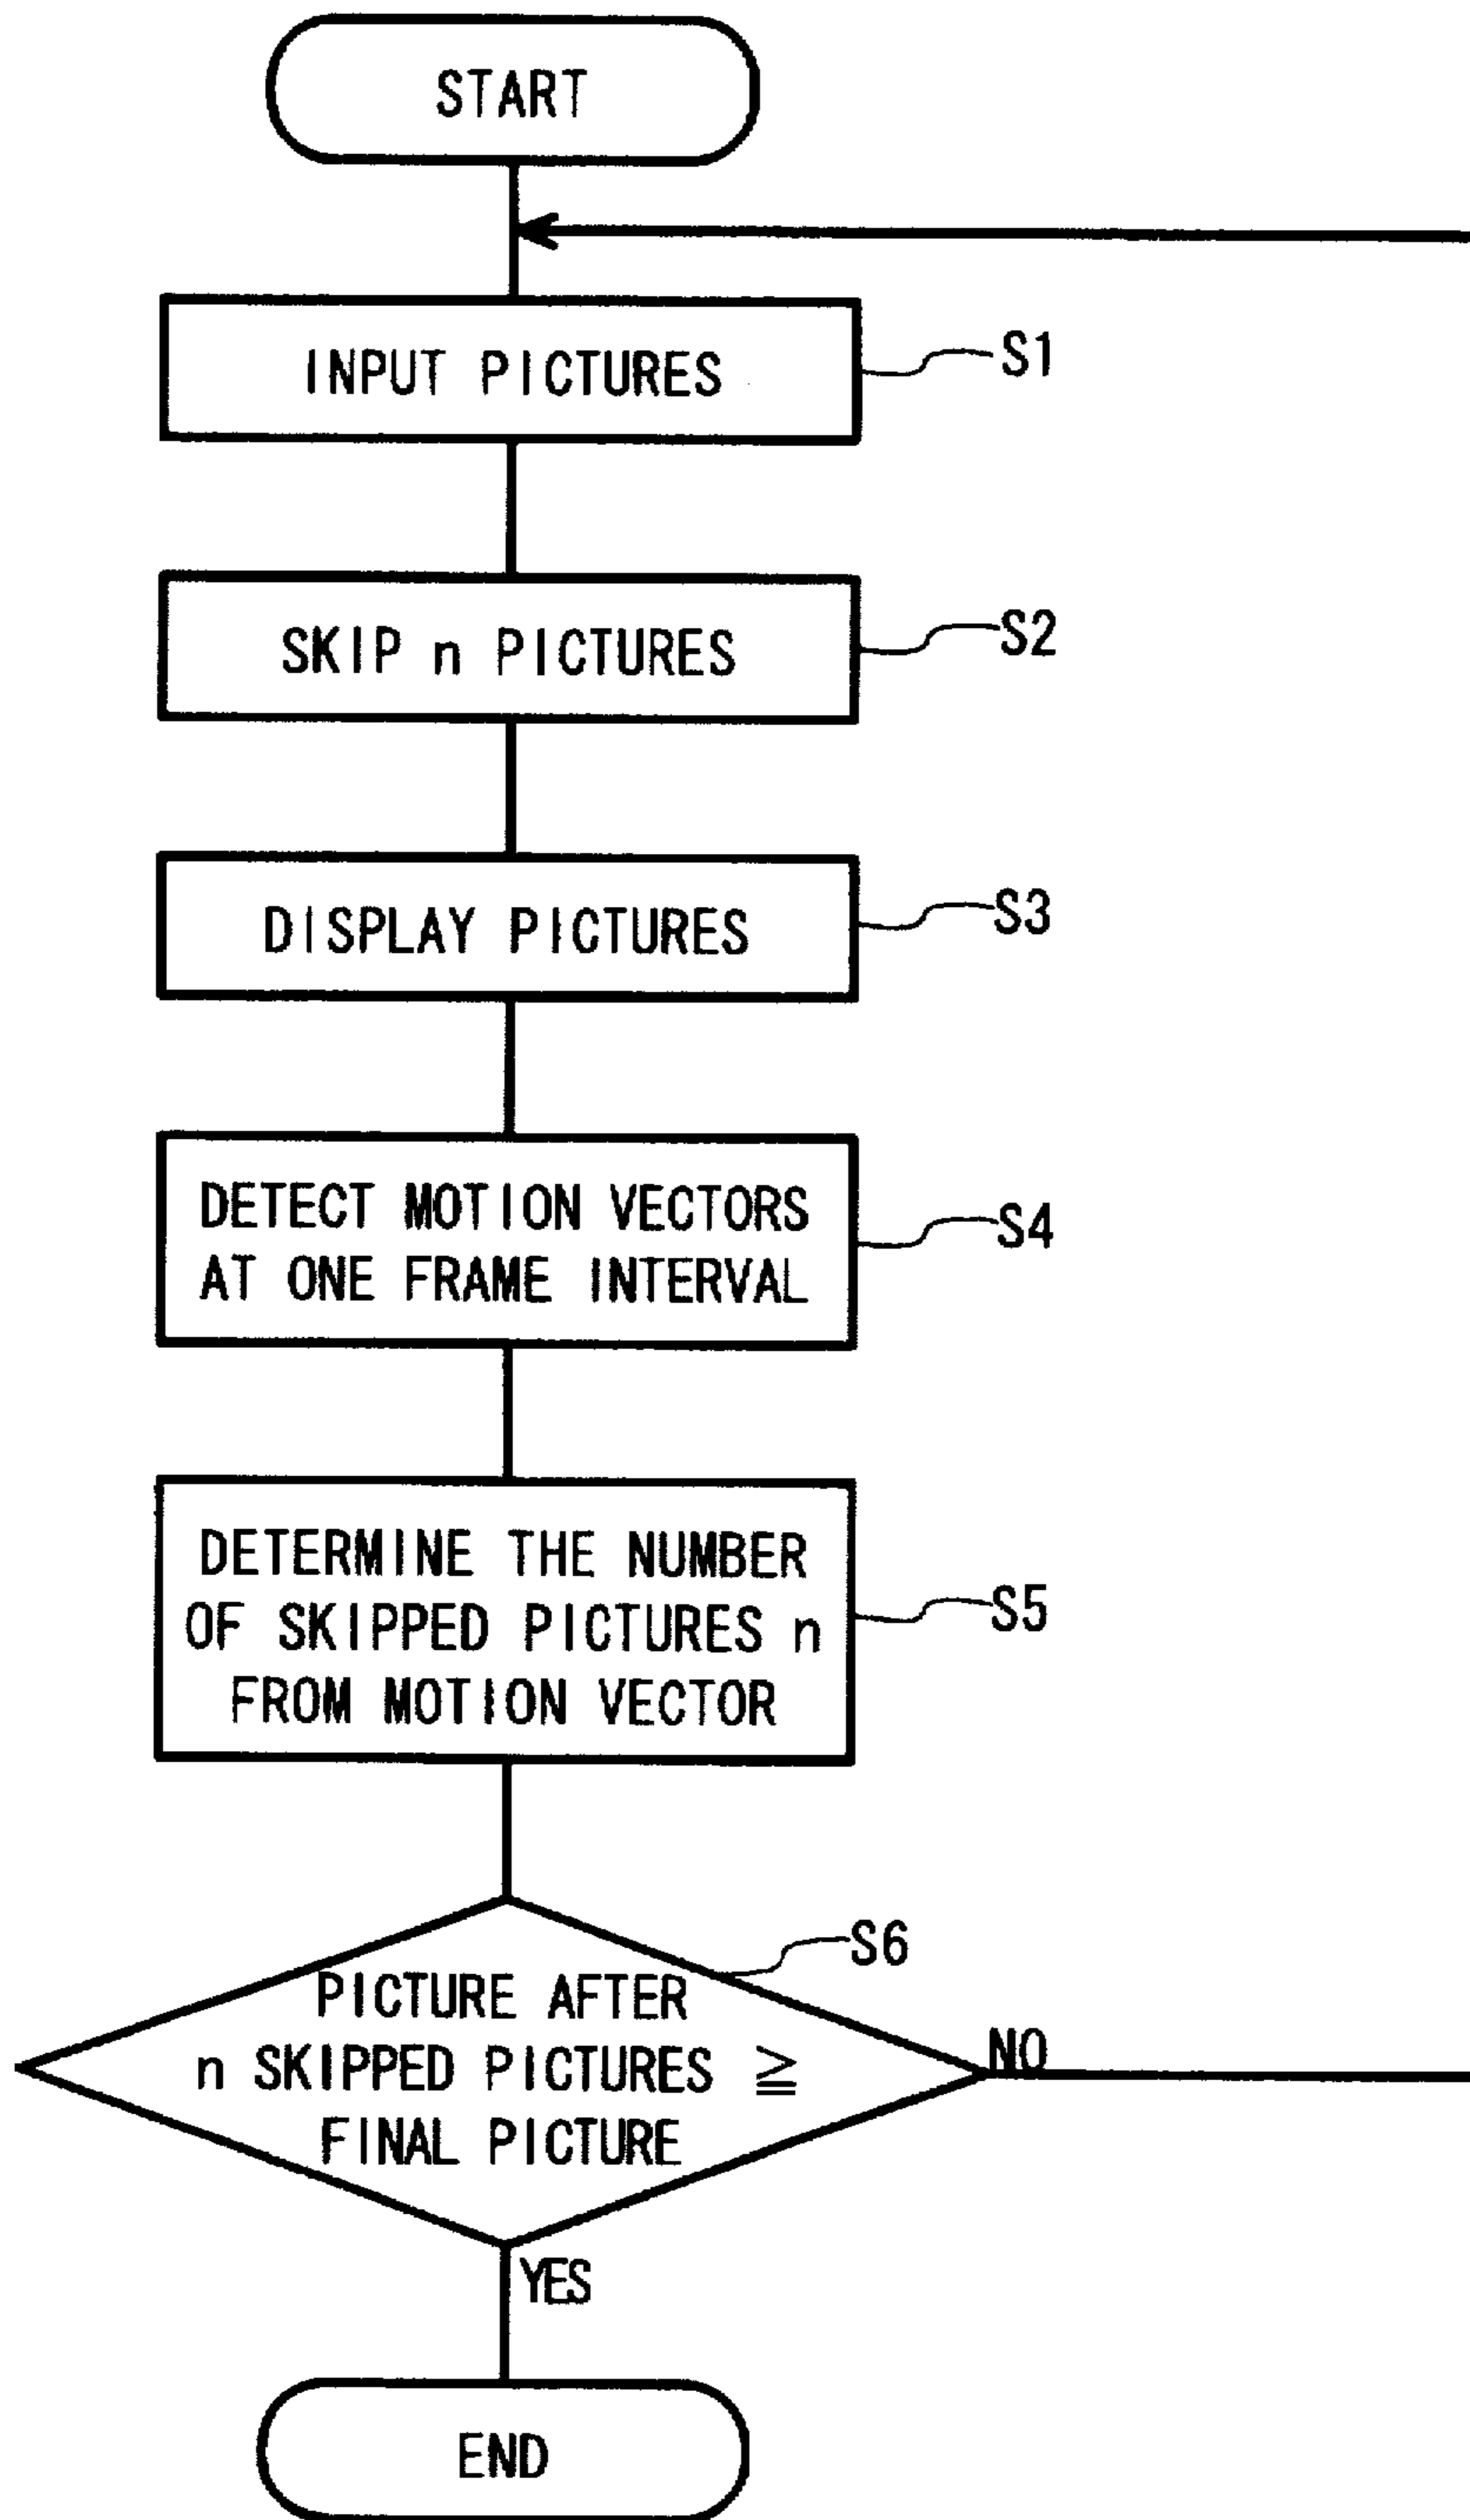 START
INPUT PICTURES
S1
SKIP n PICTURES
S2
DISPLAY PICTURES
S3
DETECT MOTION VECTORS
AT ONE FRAME INTERVAL
S4
DETERMINE THE NUMBER
OF SKIPPED PICTURES n
FROM MOTION VECTOR
S5
S6
PICTURE AFTER
n SKIPPED PICTURES ≧
FINAL PICTURE
NO
YES
END